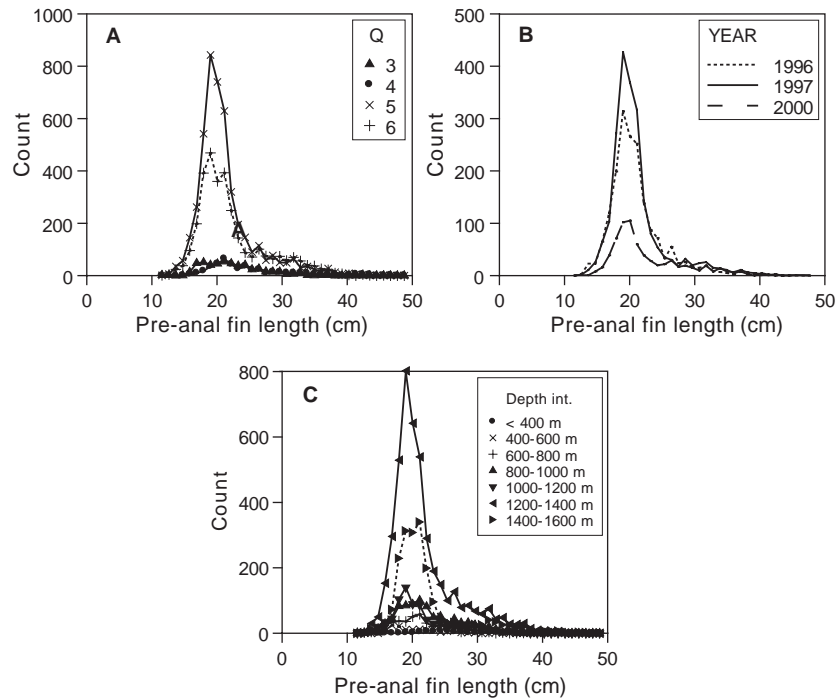 A
Q
3
4
5
6
1000
800
600
400
200
0
Count
A
0 10 20 30 40 50
Pre-anal fin length (cm)
B
YEAR
1996
1997
2000
500
400
300
200
100
0
Count
0 10 20 30 40 50
Pre-anal fin length (cm)
C
Depth int.
< 400 m
400-600 m
600-800 m
800-1000 m
1000-1200 m
1200-1400 m
1400-1600 m
800
600
400
200
0
Count
0 10 20 30 40 50
Pre-anal fin length (cm)